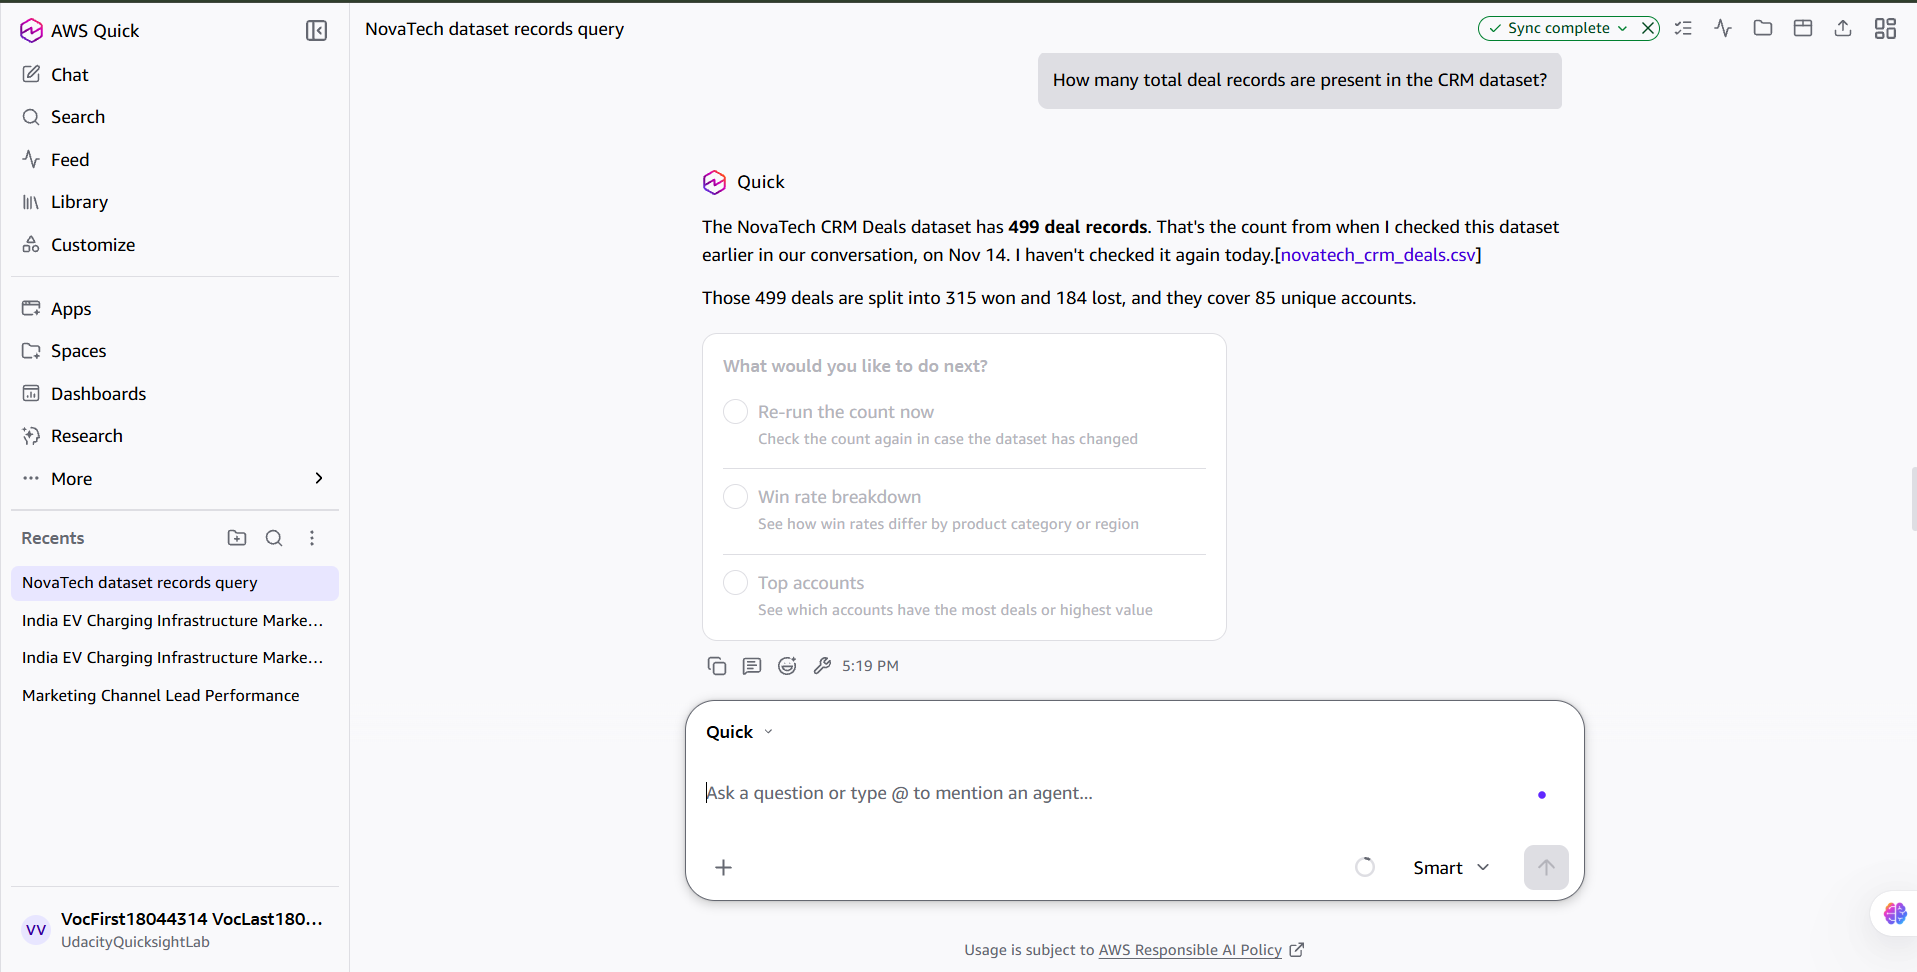 AWS Quick
Chat
Search
Feed
Library
Customize
Apps
Spaces
Dashboards
Research
More
Recents
NovaTech dataset records query
India EV Charging Infrastructure Marke...
India EV Charging Infrastructure Marke...
Marketing Channel Lead Performance
VV
VocFirst18044314 VocLast180...
UdacityQuicksightLab
NovaTech dataset records query
Sync complete
How many total deal records are present in the CRM dataset?
Quick
The NovaTech CRM Deals dataset has 499 deal records. That's the count from when I checked this dataset
earlier in our conversation, on Nov 14. I haven't checked it again today.[novatech_crm_deals.csv]
Those 499 deals are split into 315 won and 184 lost, and they cover 85 unique accounts.
What would you like to do next?
Re-run the count now
Check the count again in case the dataset has changed
Win rate breakdown
See how win rates differ by product category or region
Top accounts
See which accounts have the most deals or highest value
5:19 PM
Quick
Ask a question or type @ to mention an agent...
Smart
Usage is subject to AWS Responsible AI Policy